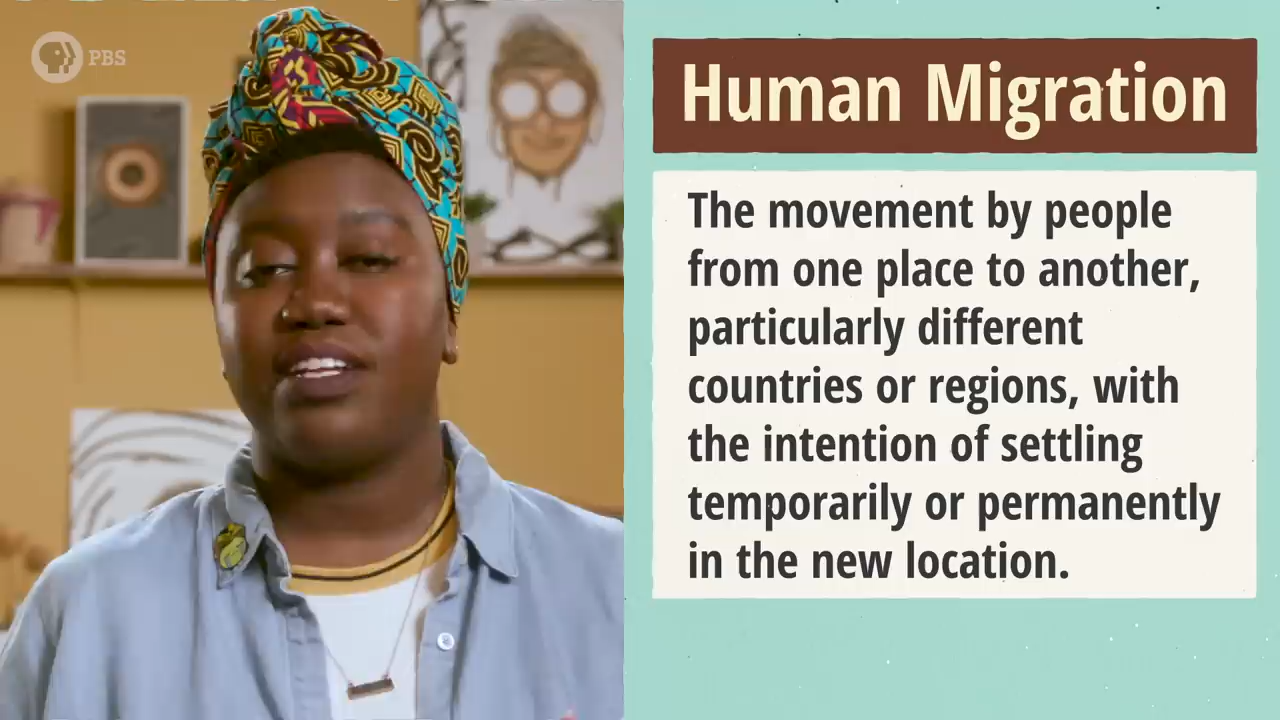 PBS
Human Migration
The movement by people
from one place to another,
particularly different
countries or regions, with
the intention of settling
temporarily or permanently
in the new location.